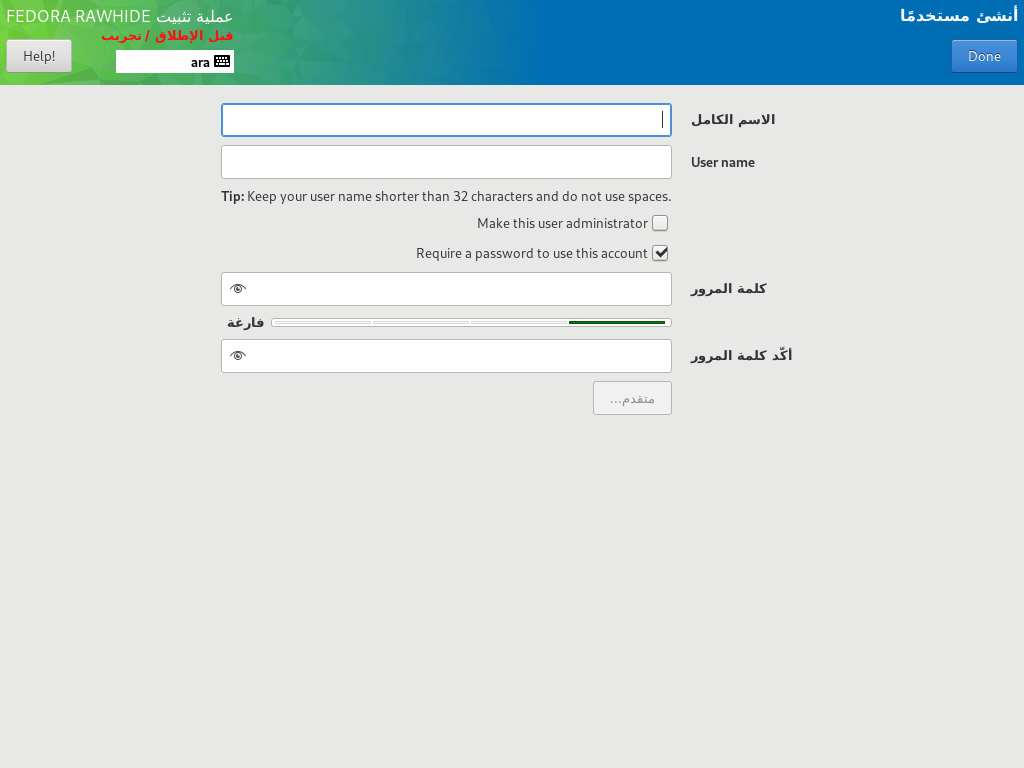 أنشئ مستخدمًا
عملية تثبيت FEDORA RAWHIDE
قبل الإطلاق / تجريب
Done
ara
Help!
الاسم الكامل
User name
Tip: Keep your user name shorter than 32 characters and do not use spaces.
Make this user administrator
Require a password to use this account
كلمة المرور
فارغة
أكّد كلمة المرور
متقدم...